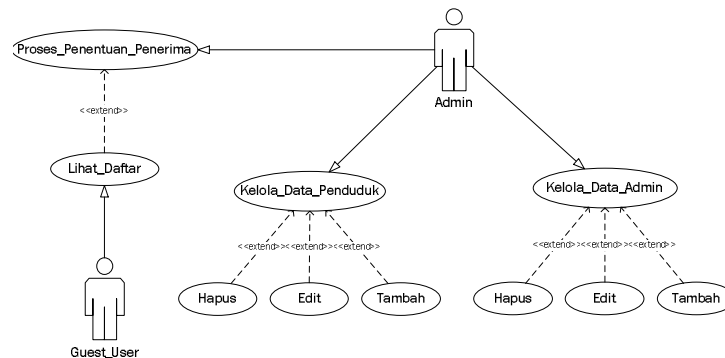 Proses_Penentuan_Penerima
Admin
<<extend>>
Lihat_Daftar
Kelola_Data_Penduduk
Kelola_Data_Admin
<<extend>>
<<extend>>
<<extend>>
<<extend>>
<<extend>>
<<extend>>
Hapus
Edit
Tambah
Hapus
Edit
Tambah
Guest_User